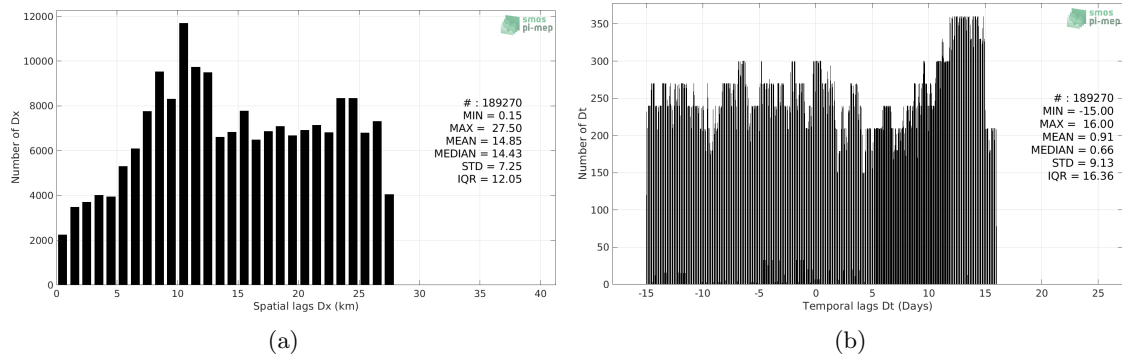 12000
10000
8000
6000
4000
2000
0
Number of Dx
0 5 10 15 20 25 30 35 40
Spatial lags Dx (km)
smos
pi-mep
# : 189270
MIN = 0.15
MAX = 27.50
MEAN = 14.85
MEDIAN = 14.43
STD = 7.25
IQR = 12.05
(a)
350
300
250
200
150
100
50
0
Number of Dt
-15 -10 -5 0 5 10 15 20 25
Temporal lags Dt (Days)
smos
pi-mep
# : 189270
MIN = -15.00
MAX = 16.00
MEAN = 0.91
MEDIAN = 0.66
STD = 9.13
IQR = 16.36
(b)